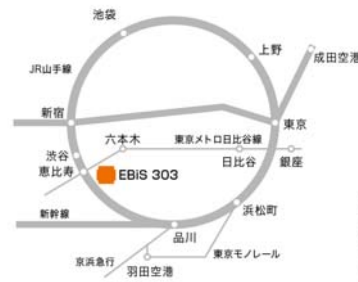 池袋
上野
成田空港
JR山手線
新宿
東京
六本木
東京メトロ日比谷線
渋谷
日比谷
銀座
恵比寿
EBiS 303
浜松町
新幹線
品川
京浜急行
羽田空港
東京モノレール